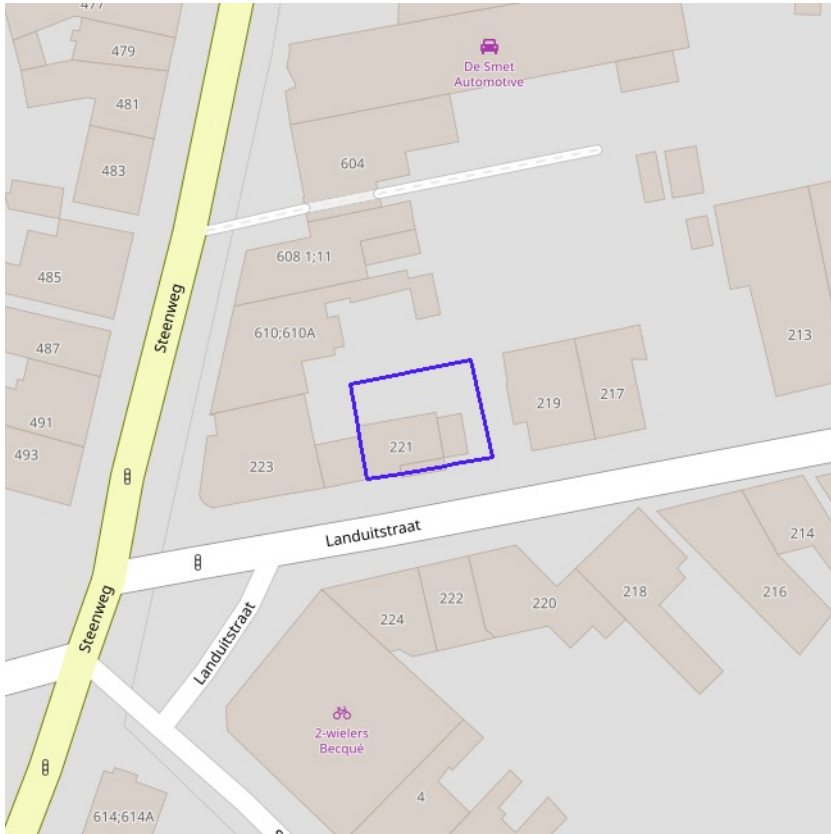 477
479
De Smet
Automotive
481
604
483
608 1;11
485
Steenweg
610;610A
213
487
217
219
491
221
493
223
Landuitstraat
214
216
218
222
220
224
Steenweg
Landuitstraat
2-wielers
Becqué
4
614;614A